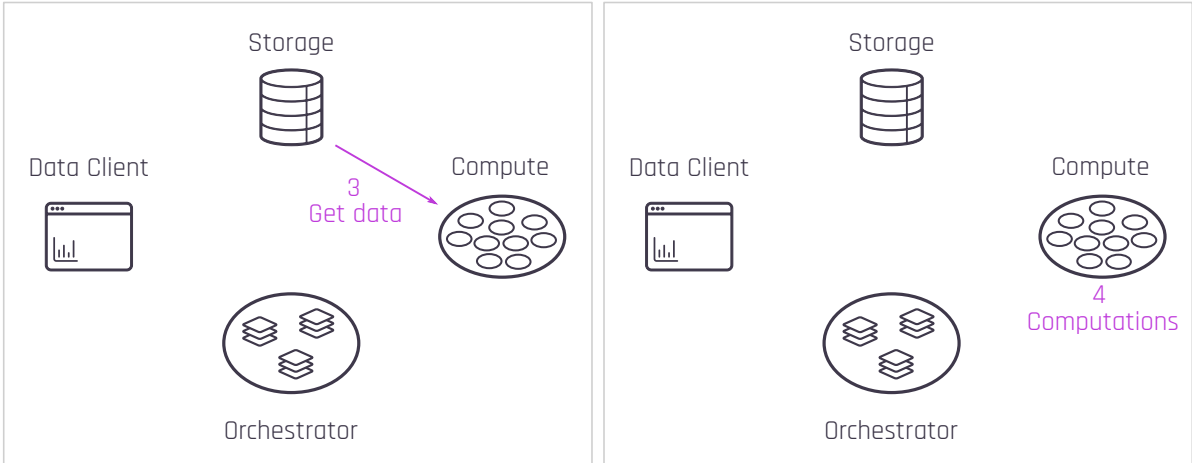 Storage
Data Client
Compute
3
Get data
Orchestrator
Storage
Data Client
Compute
4
Computations
Orchestrator